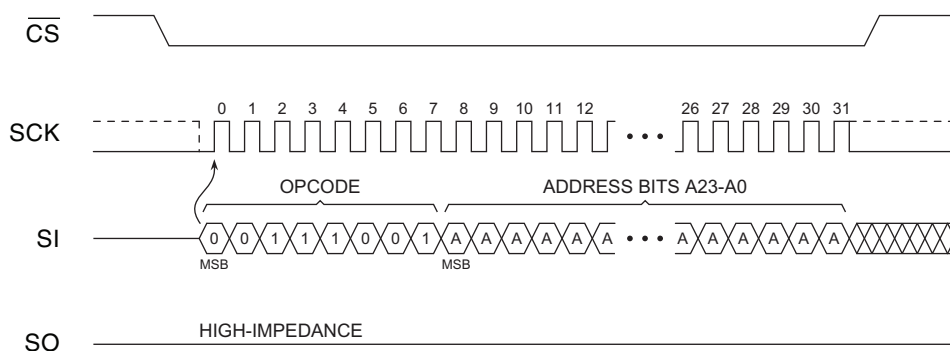 CS
0 1 2 3 4 5 6 7 8 9 10 11 12 26 27 28 29 30 31
SCK
OPCODE ADDRESS BITS A23-A0
SI 0 0 1 1 1 0 0 1 A A A A A A A A A A A A
MSB MSB
HIGH-IMPEDANCE
SO